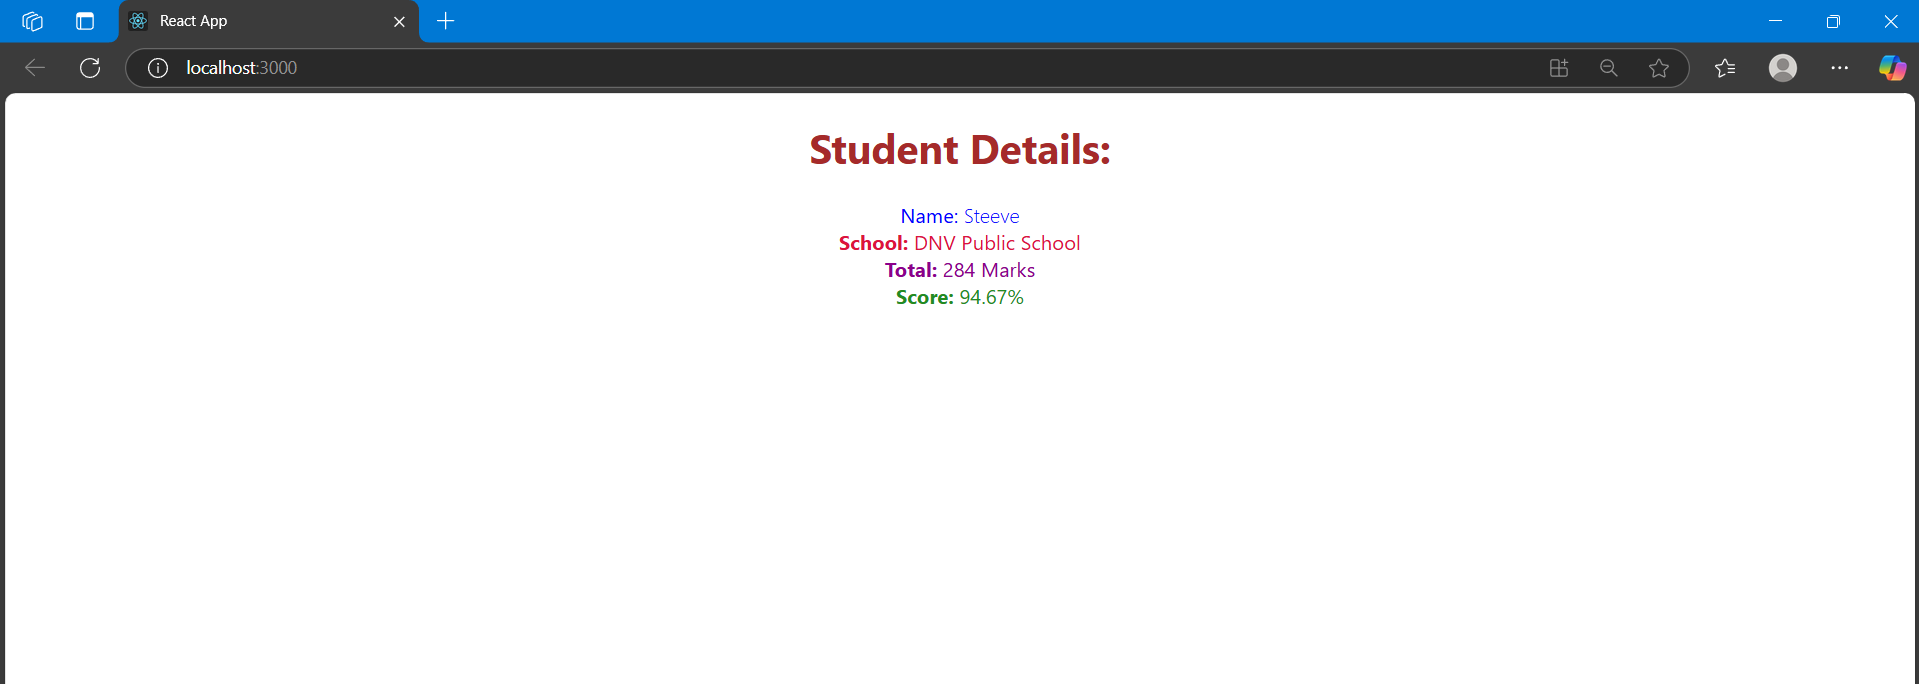 React App
localhost:3000
Student Details:
Name: Steeve
School: DNV Public School
Total: 284 Marks
Score: 94.67%